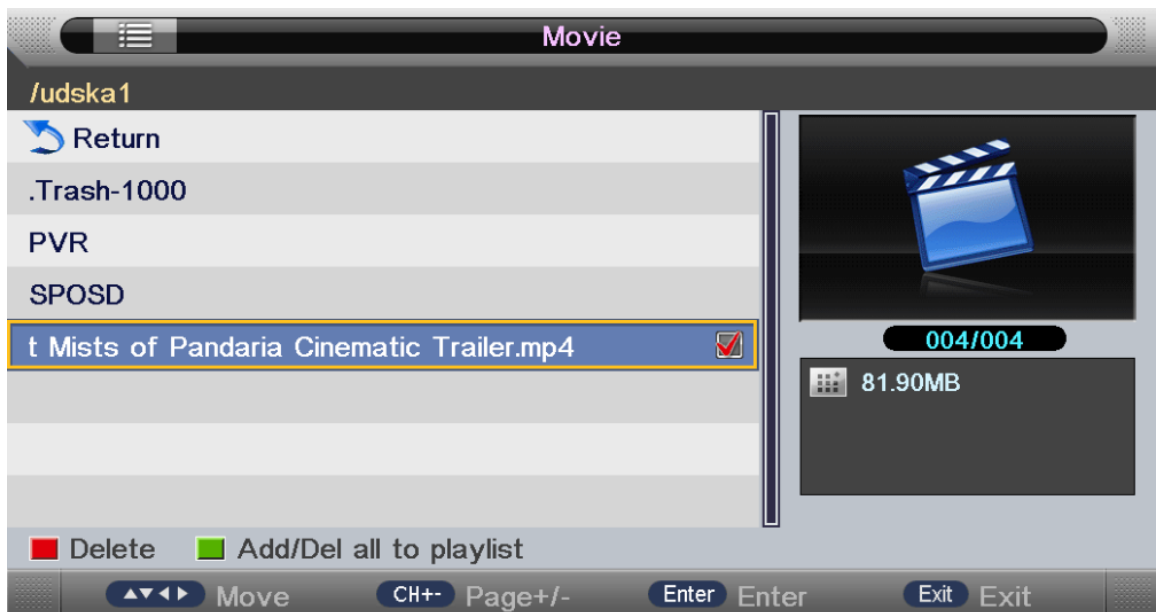 Movie
/udska1
Return
.Trash-1000
PVR
SPOSD
t Mists of Pandaria Cinematic Trailer.mp4
004/004
81.90MB
Delete Add/Del all to playlist
Move CH+- Page+/- Enter Enter Exit Exit